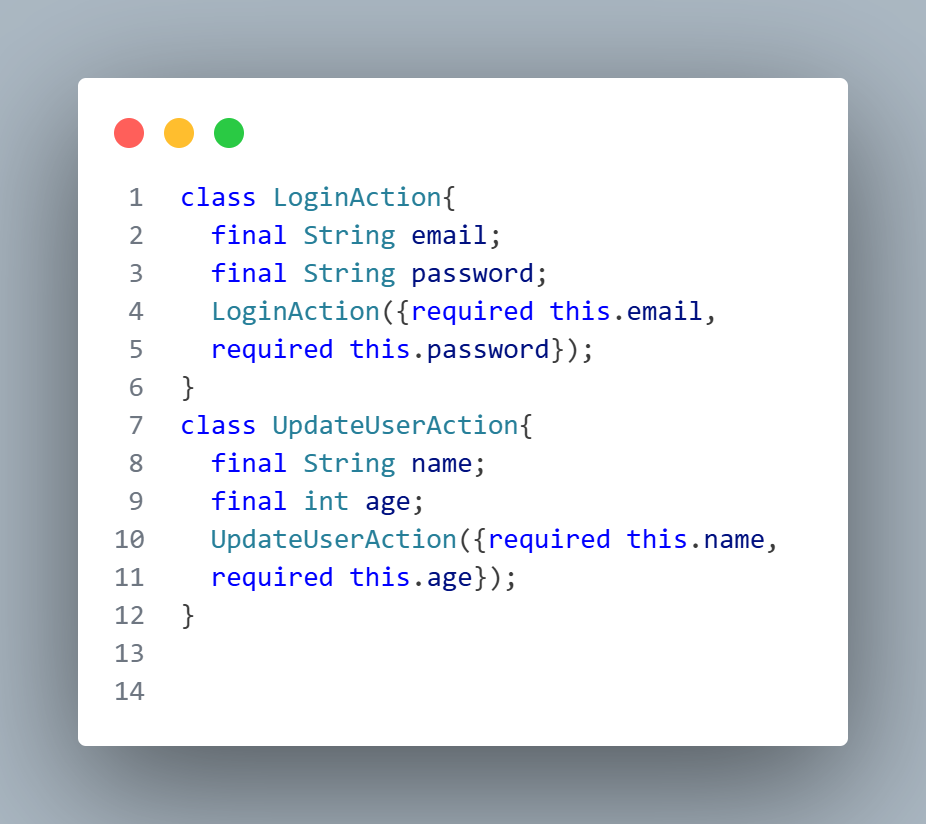 1 class LoginAction{
2   final String email;
3   final String password;
4   LoginAction({required this.email,
5   required this.password});
6 }
7 class UpdateUserAction{
8   final String name;
9   final int age;
10   UpdateUserAction({required this.name,
11   required this.age});
12 }
13
14